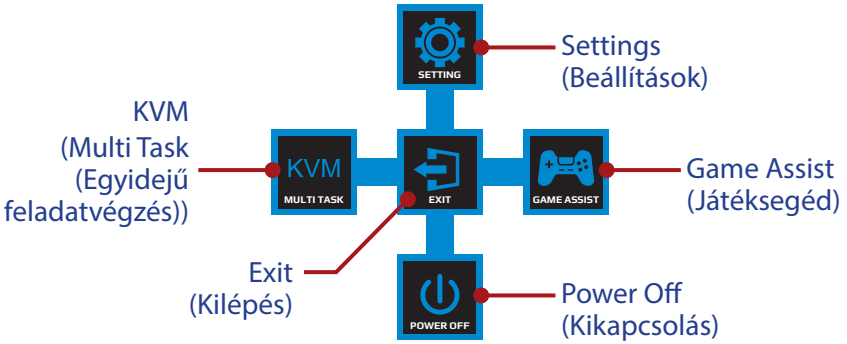 SETTING
Settings
(Beállítások)
KVM
(Multi Task
(Egyidejű
feladatvégzés))
KVM
MULTI TASK
EXIT
GAME ASSIST
Game Assist
(Játéksegéd)
Exit
(Kilépés)
POWER OFF
Power Off
(Kikapcsolás)